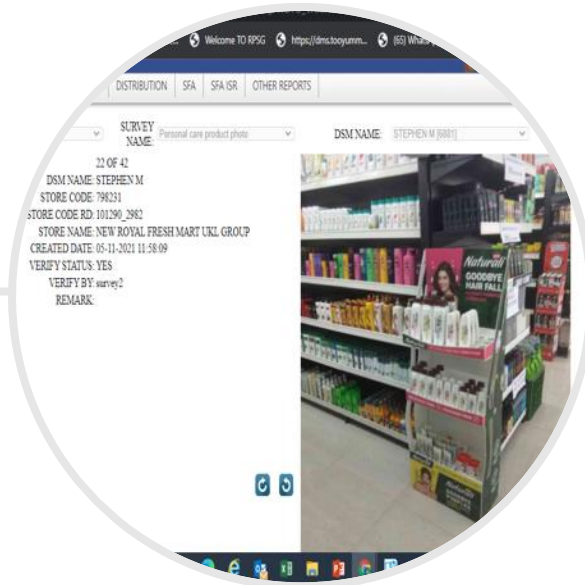 Welcome TO RPSG https://dms.tooyumm... (65) Whats
DISTRIBUTION SFA SFA ISR OTHER REPORTS
SURVEY NAME: Personal care product photo DSM NAME: STEPHEN M [6881]
22 OF 42
DSM NAME: STEPHEN M
STORE CODE: 798231
STORE CODE RD: 101290_2982
STORE NAME: NEW ROYAL FRESH MART UKL GROUP
CREATED DATE: 05-11-2021 11:58:09
VERIFY STATUS: YES
VERIFY BY: survey2
REMARK:
Naturali
GOODBYE
HAIR FALL